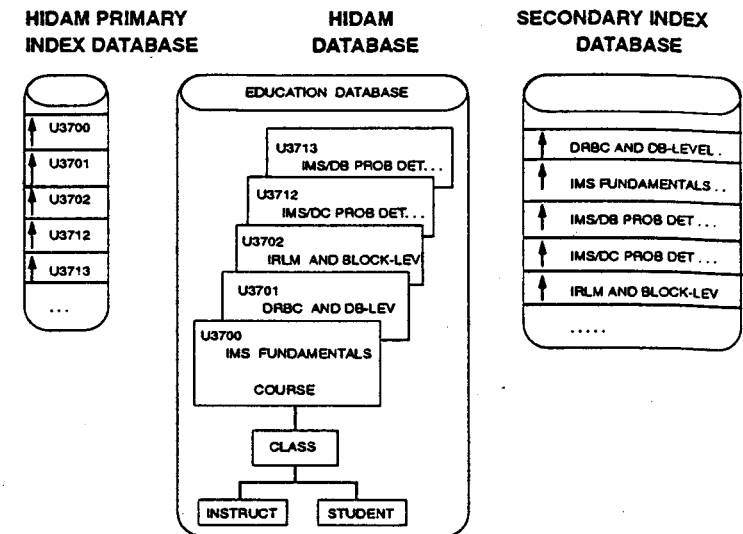 HIDAM PRIMARY
INDEX DATABASE
U3700
U3701
U3702
U3712
U3713
...
HIDAM
DATABASE
EDUCATION DATABASE
U3713
IMS/DB PROB DET...
U3712
IMS/DC PROB DET...
U3702
IRLM AND BLOCK-LEV
U3701
DRBC AND DB-LEV
U3700
IMS FUNDAMENTALS
COURSE
CLASS
INSTRUCT
STUDENT
SECONDARY INDEX
DATABASE
DRBC AND DB-LEVEL.
IMS FUNDAMENTALS..
IMS/DB PROB DET...
IMS/DC PROB DET...
IRLM AND BLOCK-LEV
.....